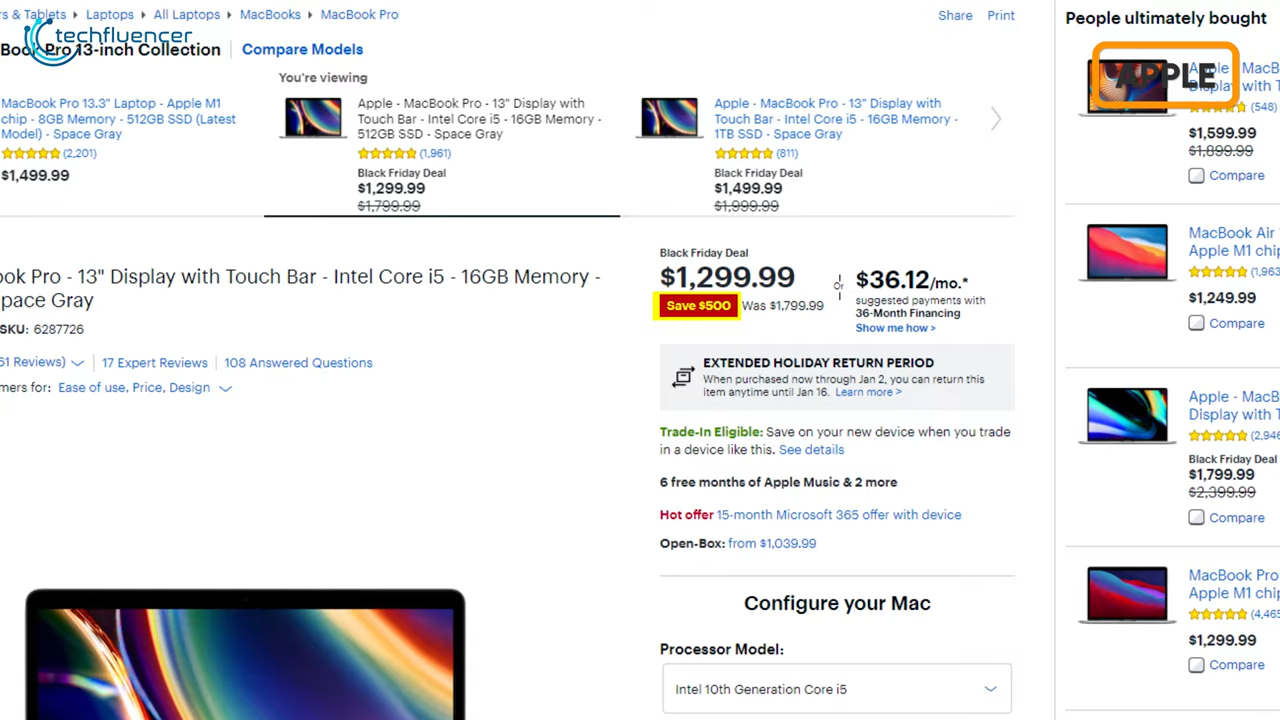 rs & Tablets Laptops All Laptops MacBooks MacBook Pro
Share Print
techfluencer
Book Pro 13-inch Collection Compare Models
You're viewing
MacBook Pro 13.3" Laptop - Apple M1
chip - 8GB Memory - 512GB SSD (Latest
Model) - Space Gray
(2,201)
$1,499.99
Apple - MacBook Pro - 13" Display with
Touch Bar - Intel Core i5 - 16GB Memory -
512GB SSD - Space Gray
(1,961)
Black Friday Deal
$1,299.99
$1,799.99
Apple - MacBook Pro - 13" Display with
Touch Bar - Intel Core i5 - 16GB Memory -
1TB SSD - Space Gray
(811)
Black Friday Deal
$1,499.99
$1,999.99
ook Pro - 13" Display with Touch Bar - Intel Core i5 - 16GB Memory -
pace Gray
SKU: 6287726
61 Reviews) 17 Expert Reviews 108 Answered Questions
mers for: Ease of use, Price, Design
Black Friday Deal
$1,299.99
Save $500 Was $1,799.99
Or
$36.12/mo.*
suggested payments with
36-Month Financing
Show me how >
EXTENDED HOLIDAY RETURN PERIOD
When purchased now through Jan 2, you can return this
item anytime until Jan 16. Learn more >
Trade-In Eligible: Save on your new device when you trade
in a device like this. See details
6 free months of Apple Music & 2 more
Hot offer 15-month Microsoft 365 offer with device
Open-Box: from $1,039.99
Configure your Mac
Processor Model:
Intel 10th Generation Core i5
People ultimately bought
APPLE
Apple - MacB
Display with T
(548)
$1,599.99
$1,899.99
Compare
MacBook Air
Apple M1 chip
(1,963
$1,249.99
Compare
Apple - MacB
Display with T
(2,946
Black Friday Deal
$1,799.99
$2,399.99
Compare
MacBook Pro
Apple M1 chip
(4,465
$1,299.99
Compare